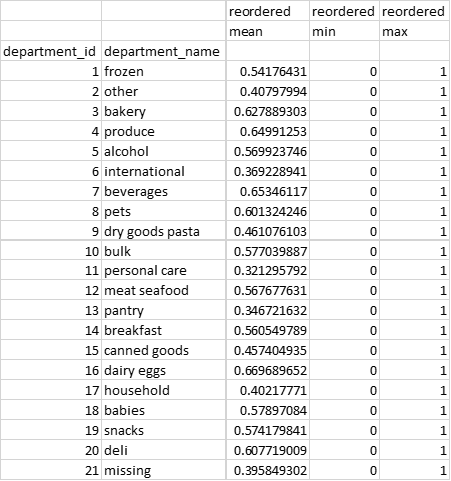 reordered reordered reordered
mean min max
department_id department_name
1 frozen 0.54176431 0 1
2 other 0.40797994 0 1
3 bakery 0.627889303 0 1
4 produce 0.64991253 0 1
5 alcohol 0.569923746 0 1
6 international 0.369228941 0 1
7 beverages 0.65346117 0 1
8 pets 0.601324246 0 1
9 dry goods pasta 0.461076103 0 1
10 bulk 0.577039887 0 1
11 personal care 0.321295792 0 1
12 meat seafood 0.567677631 0 1
13 pantry 0.346721632 0 1
14 breakfast 0.560549789 0 1
15 canned goods 0.457404935 0 1
16 dairy eggs 0.669689652 0 1
17 household 0.40217771 0 1
18 babies 0.57897084 0 1
19 snacks 0.574179841 0 1
20 deli 0.607719009 0 1
21 missing 0.395849302 0 1